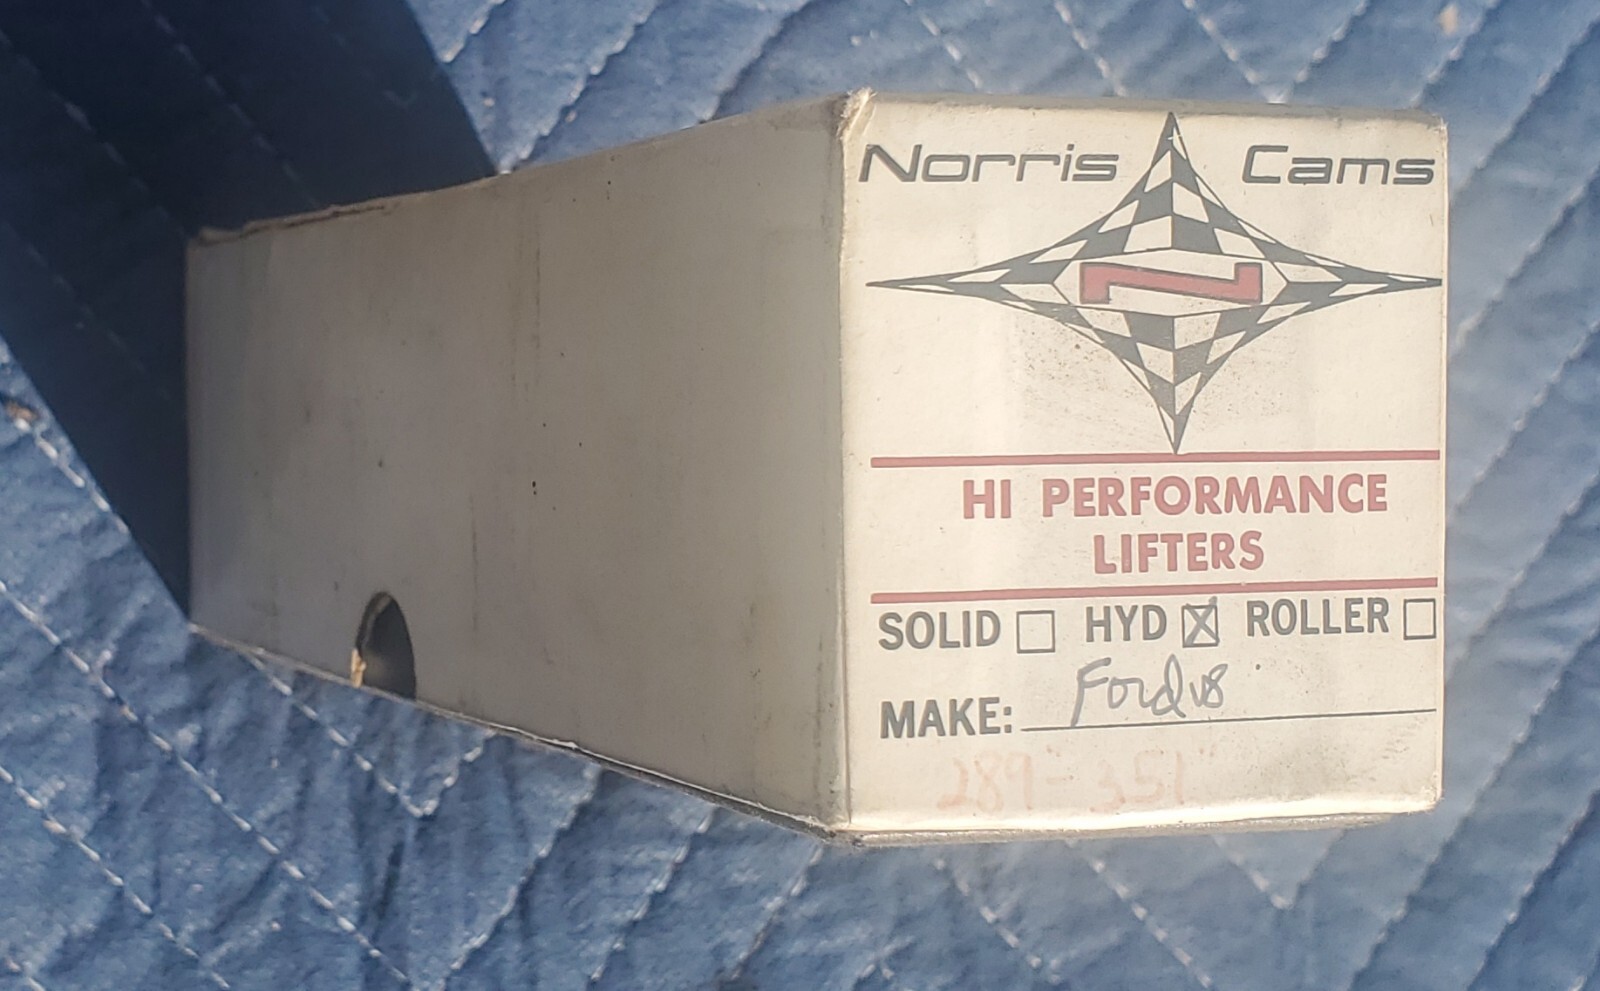 Norris Cams
N
HI PERFORMANCE
LIFTERS
SOLID ☐ HYD ☒ ROLLER ☐
MAKE: Ford V8
289-351"